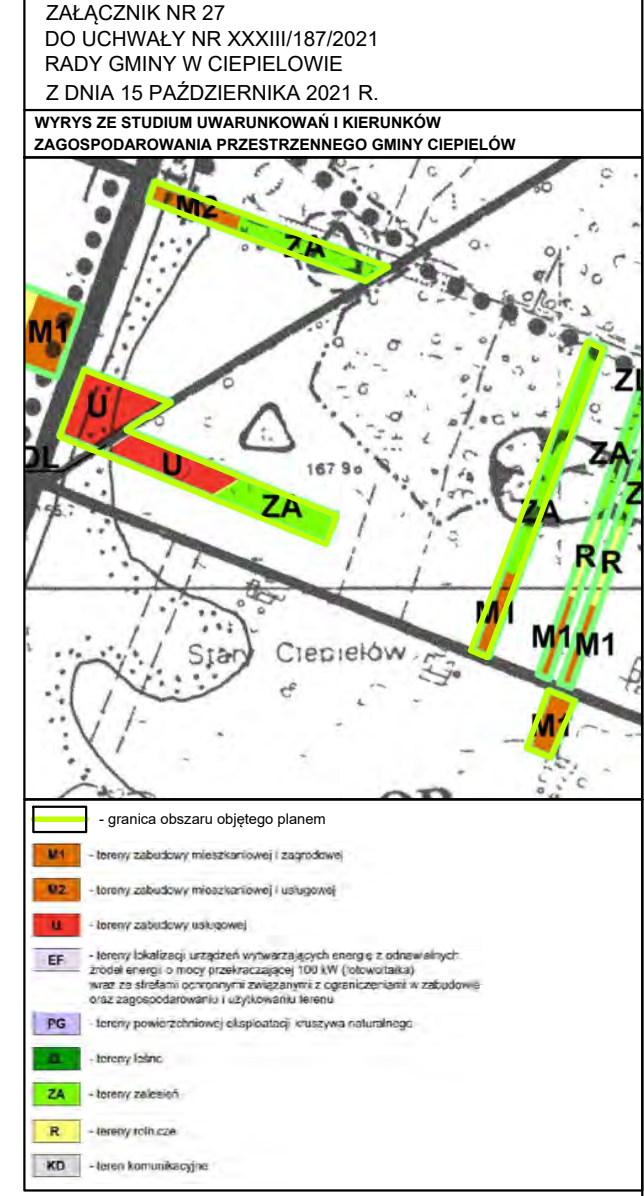 ZAŁĄCZNIK NR 27
DO UCHWAŁY NR XXXIII/187/2021
RADY GMINY W CIEPIELOWIE
Z DNIA 15 PAŹDZIERNIKA 2021 R.
WYRYS ZE STUDIUM UWARUNKOWAŃ I KIERUNKÓW
ZAGOSPODAROWANIA PRZESTRZENNEGO GMINY CIEPIELÓW
M2
ZA
M1
U
U
ZA
167.9
ZA
ZA
R R
M1
M1 M1
Stary Ciepielów
M1
- granica obszaru objętego planem
M1 - tereny zabudowy mieszkaniowej i zagrodowej
M2 - tereny zabudowy mieszkaniowej i usługowej
U - tereny zabudowy usługowej
EF - tereny lokalizacji urządzeń wytwarzających energię z odnawialnych
źródeł energii o mocy przekraczającej 100 kW (fotowoltaika)
wraz ze strefami ochronnymi związanymi z ograniczeniami w zabudowie
oraz zagospodarowaniu i użytkowaniu terenu
PG - tereny powierzchniowej eksploatacji kruszywa naturalnego
- tereny leśne
ZA - tereny zalesień
R - tereny rolnicze
KD - teren komunikacyjne